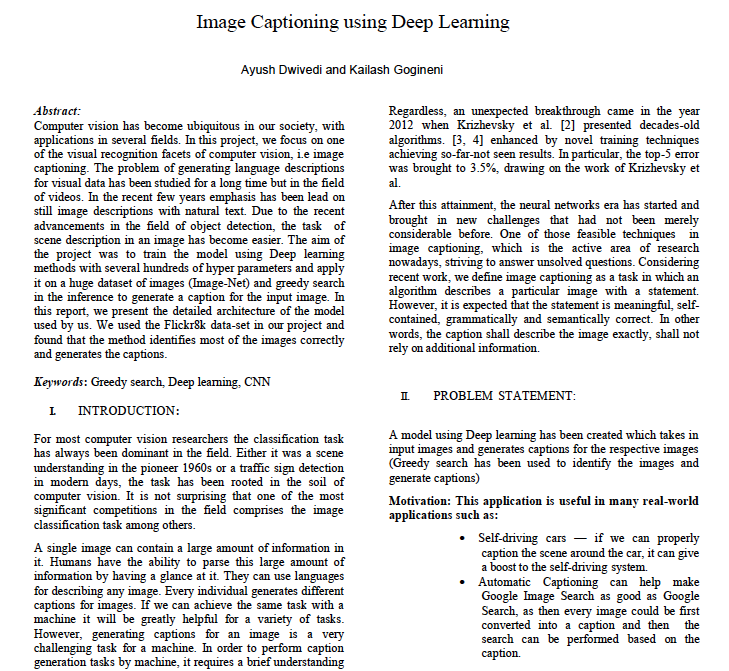 Image Captioning using Deep Learning
Ayush Dwivedi and Kailash Gogineni
Abstract:
Computer vision has become ubiquitous in our society, with
applications in several fields. In this project, we focus on one
of the visual recognition facets of computer vision, i.e image
captioning. The problem of generating language descriptions
for visual data has been studied for a long time but in the field
of videos. In the recent few years emphasis has been lead on
still image descriptions with natural text. Due to the recent
advancements in the field of object detection, the task of
scene description in an image has become easier. The aim of
the project was to train the model using Deep learning
methods with several hundreds of hyper parameters and apply
it on a huge dataset of images (Image-Net) and greedy search
in the inference to generate a caption for the input image. In
this report, we present the detailed architecture of the model
used by us. We used the Flickr8k data-set in our project and
found that the method identifies most of the images correctly
and generates the captions.
Keywords: Greedy search, Deep learning, CNN
I. INTRODUCTION:
For most computer vision researchers the classification task
has always been dominant in the field. Either it was a scene
understanding in the pioneer 1960s or a traffic sign detection
in modern days, the task has been rooted in the soil of
computer vision. It is not surprising that one of the most
significant competitions in the field comprises the image
classification task among others.
A single image can contain a large amount of information in
it. Humans have the ability to parse this large amount of
information by having a glance at it. They can use languages
for describing any image. Every individual generates different
captions for images. If we can achieve the same task with a
machine it will be greatly helpful for a variety of tasks.
However, generating captions for an image is a very
challenging task for a machine. In order to perform caption
generation tasks by machine, it requires a brief understanding
Regardless, an unexpected breakthrough came in the year
2012 when Krizhevsky et al. [2] presented decades-old
algorithms. [3, 4] enhanced by novel training techniques
achieving so-far-not seen results. In particular, the top-5 error
was brought to 3.5%, drawing on the work of Krizhevsky et
al.
After this attainment, the neural networks era has started and
brought in new challenges that had not been merely
considerable before. One of those feasible techniques in
image captioning, which is the active area of research
nowadays, striving to answer unsolved questions. Considering
recent work, we define image captioning as a task in which an
algorithm describes a particular image with a statement.
However, it is expected that the statement is meaningful, self-
contained, grammatically and semantically correct. In other
words, the caption shall describe the image exactly, shall not
rely on additional information.
II. PROBLEM STATEMENT:
A model using Deep learning has been created which takes in
input images and generates captions for the respective images
(Greedy search has been used to identify the images and
generate captions)
Motivation: This application is useful in many real-world
applications such as:
• Self-driving cars — if we can properly
caption the scene around the car, it can give
a boost to the self-driving system.
• Automatic Captioning can help make
Google Image Search as good as Google
Search, as then every image could be first
converted into a caption and then the
search can be performed based on the
caption.